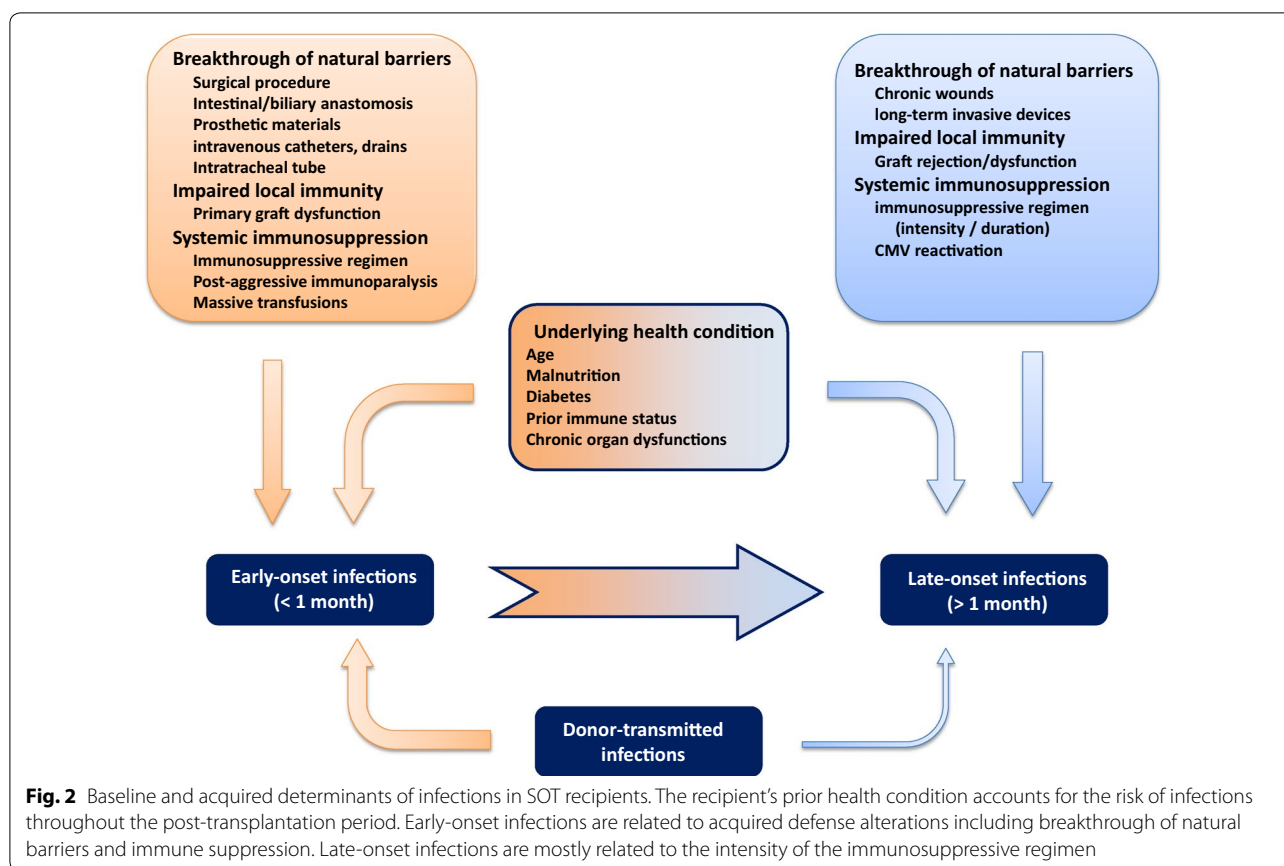 Breakthrough of natural barriers
Surgical procedure
Intestinal/biliary anastomosis
Prosthetic materials
intravenous catheters, drains
Intratracheal tube
Impaired local immunity
Primary graft dysfunction
Systemic immunosuppression
Immunosuppressive regimen
Post-aggressive immunoparalysis
Massive transfusions
Breakthrough of natural barriers
Chronic wounds
long-term invasive devices
Impaired local immunity
Graft rejection/dysfunction
Systemic immunosuppression
immunosuppressive regimen
(intensity / duration)
CMV reactivation
Underlying health condition
Age
Malnutrition
Diabetes
Prior immune status
Chronic organ dysfunctions
Early-onset infections
(< 1 month)
Late-onset infections
(> 1 month)
Donor-transmitted
infections
Fig. 2 Baseline and acquired determinants of infections in SOT recipients. The recipient's prior health condition accounts for the risk of infections
throughout the post-transplantation period. Early-onset infections are related to acquired defense alterations including breakthrough of natural
barriers and immune suppression. Late-onset infections are mostly related to the intensity of the immunosuppressive regimen